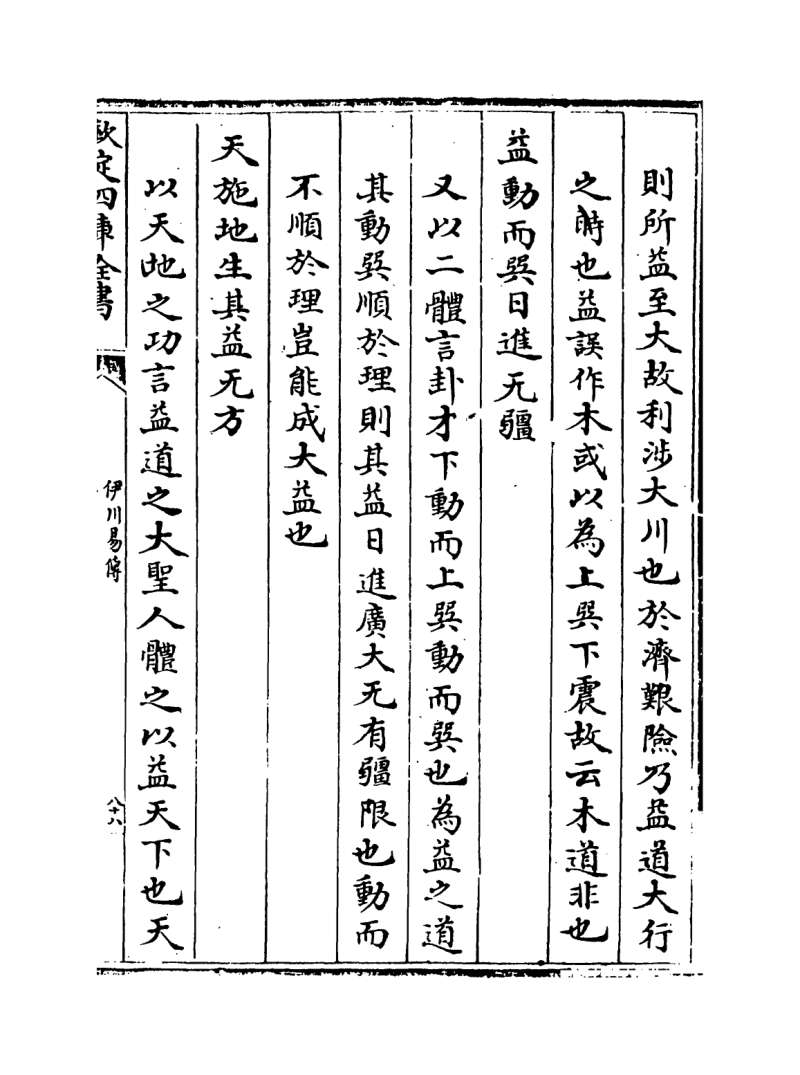 則所益至大故利涉大川也於濟艱險乃益道大行
之時也益誤作木或以為上巽下震故云木道非也
益動而巽日進无疆
又以二體言卦才下動而上巽動而巽也為益之道
其動巽順於理則其益日進廣大无有疆限也動而
不順於理豈能成大益也
天施地生其益无方
以天地之功言益道之大聖人體之以益天下也天
欽定四庫全書
伊川易傳
八十八